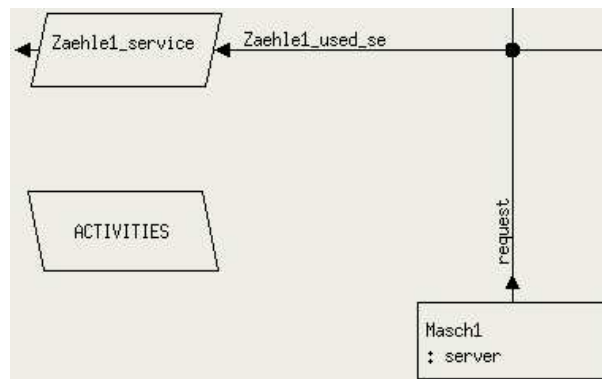 Zaehle1_service
Zaehle1_used_se
ACTIVITIES
request
Masch1
: server